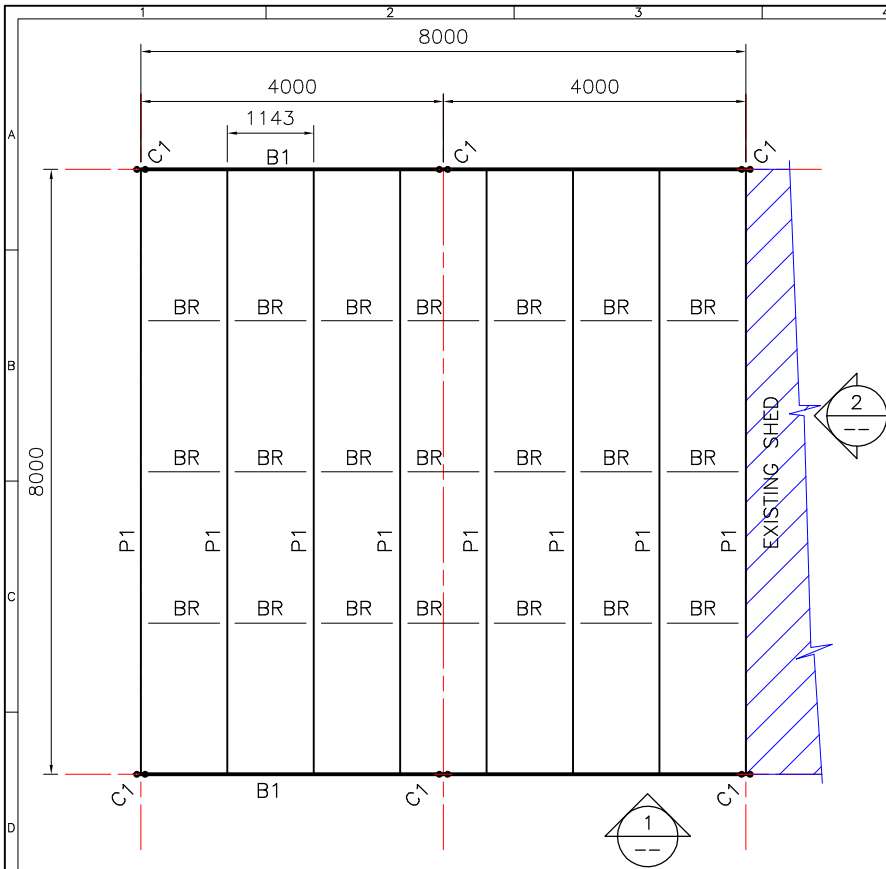 1 2 3 4
8000
4000 4000
1143
A
C1 B1 C1 C1
BR BR BR BR BR BR BR
B
2
--
EXISTING SHED
8000
BR BR BR BR BR BR BR
P1 P1 P1 P1 P1 P1 P1 P1
C
BR BR BR BR BR BR BR
C1 B1 C1 C1
D
1
--